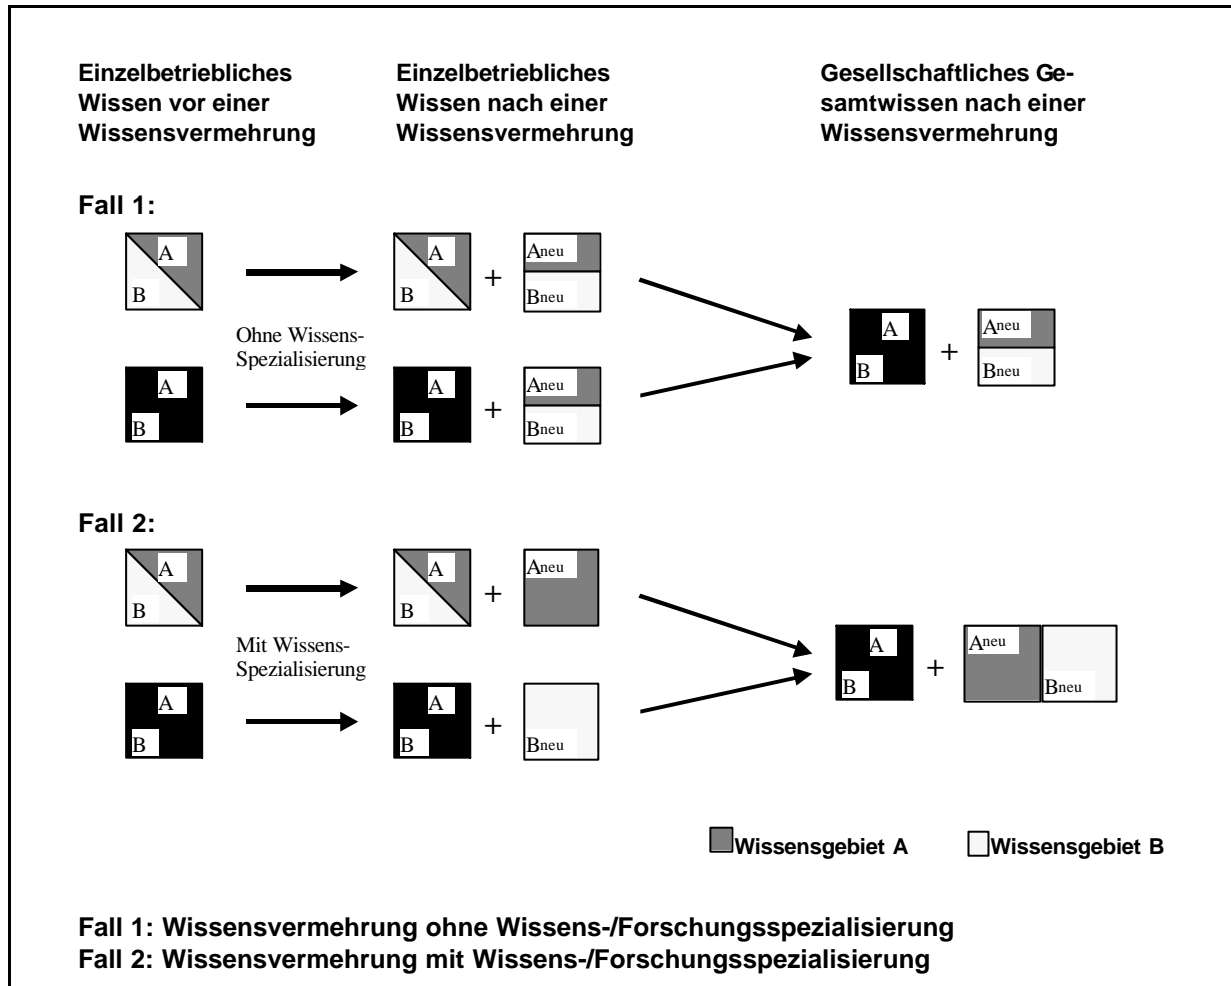 Einzelbetriebliches
Wissen vor einer
Wissensvermehrung
Einzelbetriebliches
Wissen nach einer
Wissensvermehrung
Gesellschaftliches Ge-
samtwissen nach einer
Wissensvermehrung
Fall 1:
A
B
A
B
+
Aneu
Bneu
Ohne Wissens-
Spezialisierung
A
B
A
B
+
Aneu
Bneu
A
B
+
Aneu
Bneu
Fall 2:
A
B
A
B
+
Aneu
Mit Wissens-
Spezialisierung
A
B
A
B
+
Bneu
A
B
+
Aneu
Bneu
Wissensgebiet A
Wissensgebiet B
Fall 1: Wissensvermehrung ohne Wissens-/Forschungsspezialisierung
Fall 2: Wissensvermehrung mit Wissens-/Forschungsspezialisierung